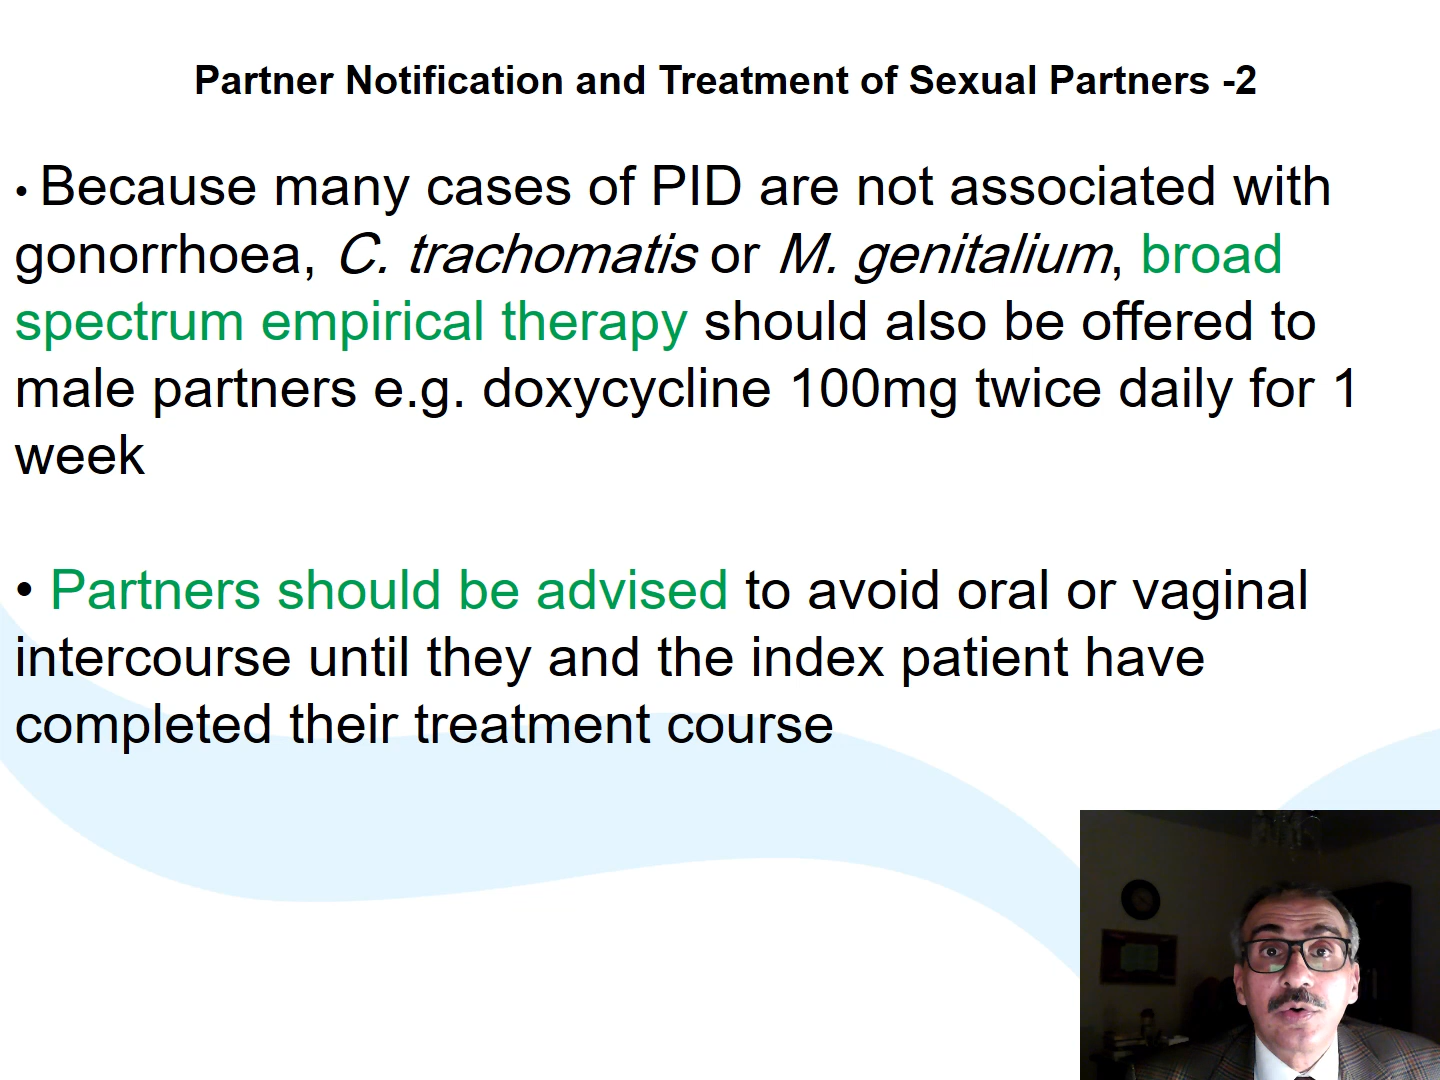 Partner Notification and Treatment of Sexual Partners -2
• Because many cases of PID are not associated with
gonorrhoea, C. trachomatis or M. genitalium, broad
spectrum empirical therapy should also be offered to
male partners e.g. doxycycline 100mg twice daily for 1
week
• Partners should be advised to avoid oral or vaginal
intercourse until they and the index patient have
completed their treatment course